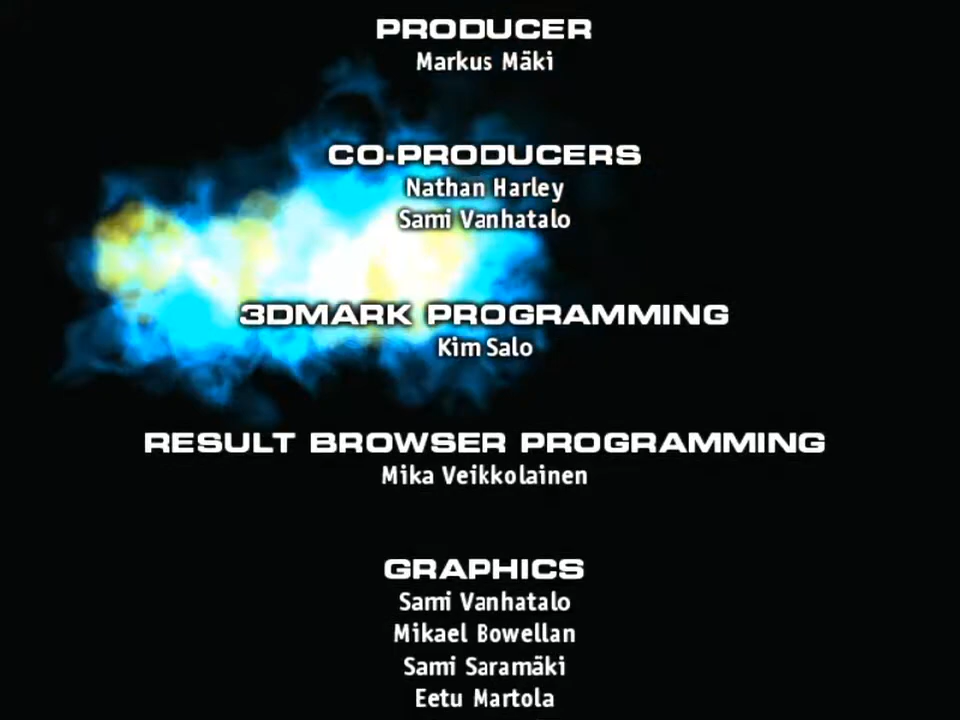 PRODUCER
Markus Mäki
CO-PRODUCERS
Nathan Harley
Sami Vanhatalo
3DMARK PROGRAMMING
Kim Salo
RESULT BROWSER PROGRAMMING
Mika Veikkolainen
GRAPHICS
Sami Vanhatalo
Mikael Bowellan
Sami Saramäki
Eetu Martola